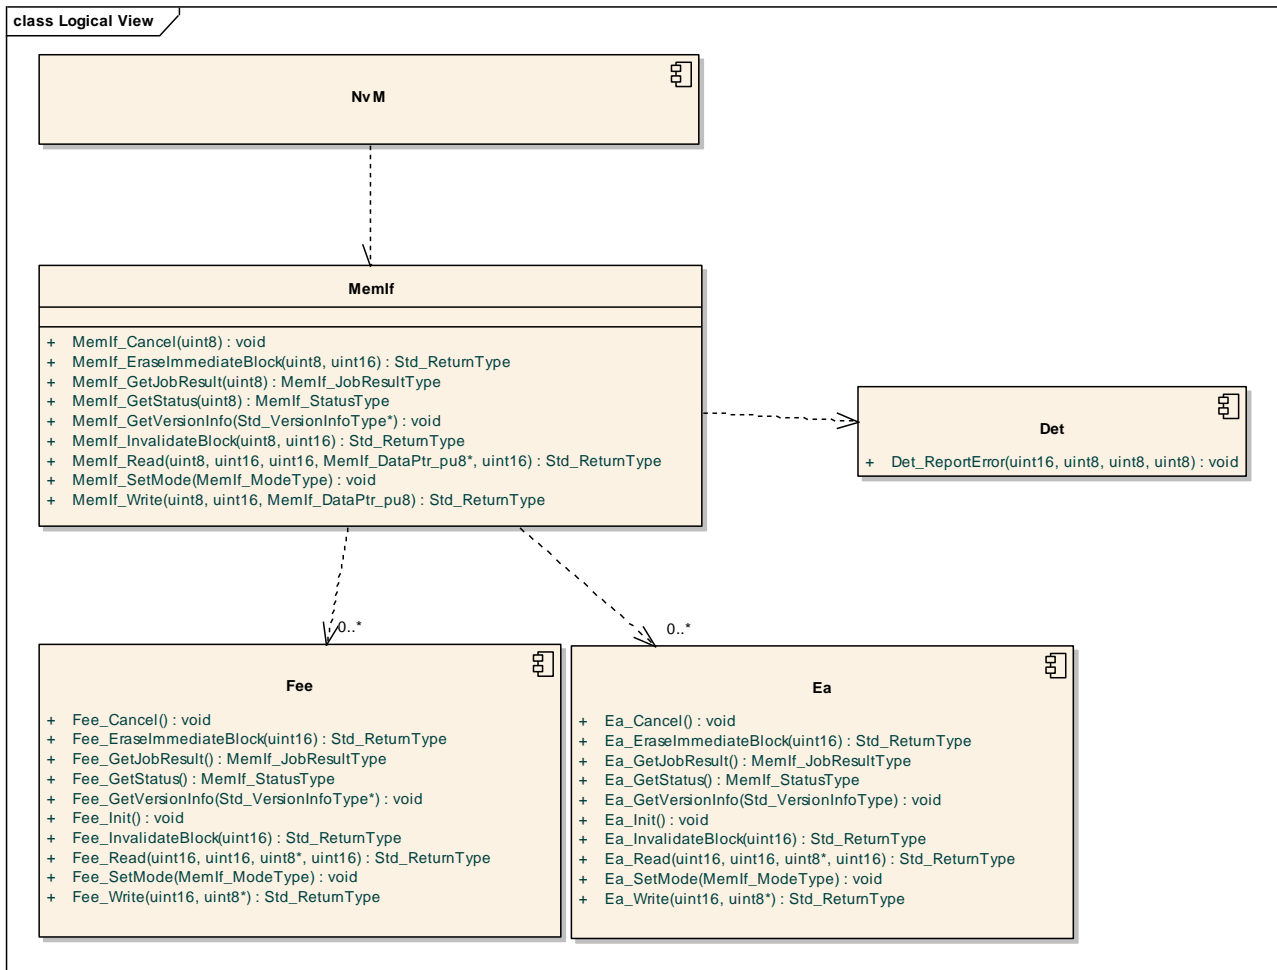 class Logical View
NvM
MemIf
+ MemIf_Cancel(uint8) : void
+ MemIf_EraseImmediateBlock(uint8, uint16) : Std_ReturnType
+ MemIf_GetJobResult(uint8) : MemIf_JobResultType
+ MemIf_GetStatus(uint8) : MemIf_StatusType
+ MemIf_GetVersionInfo(Std_VersionInfoType*) : void
+ MemIf_InvalidateBlock(uint8, uint16) : Std_ReturnType
+ MemIf_Read(uint8, uint16, uint16, MemIf_DataPtr_pu8*, uint16) : Std_ReturnType
+ MemIf_SetMode(MemIf_ModeType) : void
+ MemIf_Write(uint8, uint16, MemIf_DataPtr_pu8) : Std_ReturnType
Det
+ Det_ReportError(uint16, uint8, uint8, uint8) : void
0..*
0..*
Fee
+ Fee_Cancel() : void
+ Fee_EraseImmediateBlock(uint16) : Std_ReturnType
+ Fee_GetJobResult() : MemIf_JobResultType
+ Fee_GetStatus() : MemIf_StatusType
+ Fee_GetVersionInfo(Std_VersionInfoType*) : void
+ Fee_Init() : void
+ Fee_InvalidateBlock(uint16) : Std_ReturnType
+ Fee_Read(uint16, uint16, uint8*, uint16) : Std_ReturnType
+ Fee_SetMode(MemIf_ModeType) : void
+ Fee_Write(uint16, uint8*) : Std_ReturnType
Ea
+ Ea_Cancel() : void
+ Ea_EraseImmediateBlock(uint16) : Std_ReturnType
+ Ea_GetJobResult() : MemIf_JobResultType
+ Ea_GetStatus() : MemIf_StatusType
+ Ea_GetVersionInfo(Std_VersionInfoType) : void
+ Ea_Init() : void
+ Ea_InvalidateBlock(uint16) : Std_ReturnType
+ Ea_Read(uint16, uint16, uint8*, uint16) : Std_ReturnType
+ Ea_SetMode(MemIf_ModeType) : void
+ Ea_Write(uint16, uint8*) : Std_ReturnType